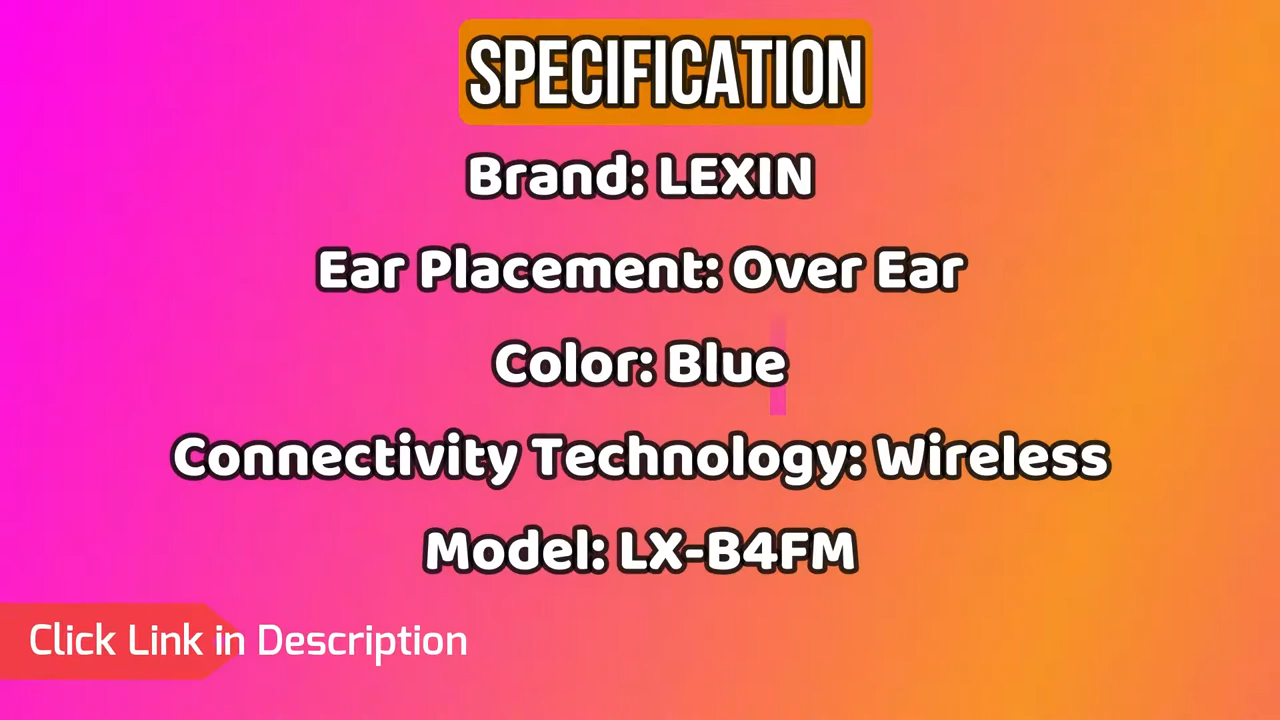 SPECIFICATION
Brand: LEXIN
Ear Placement: Over Ear
Color: Blue
Connectivity Technology: Wireless
Model: LX-B4FM
Click Link in Description